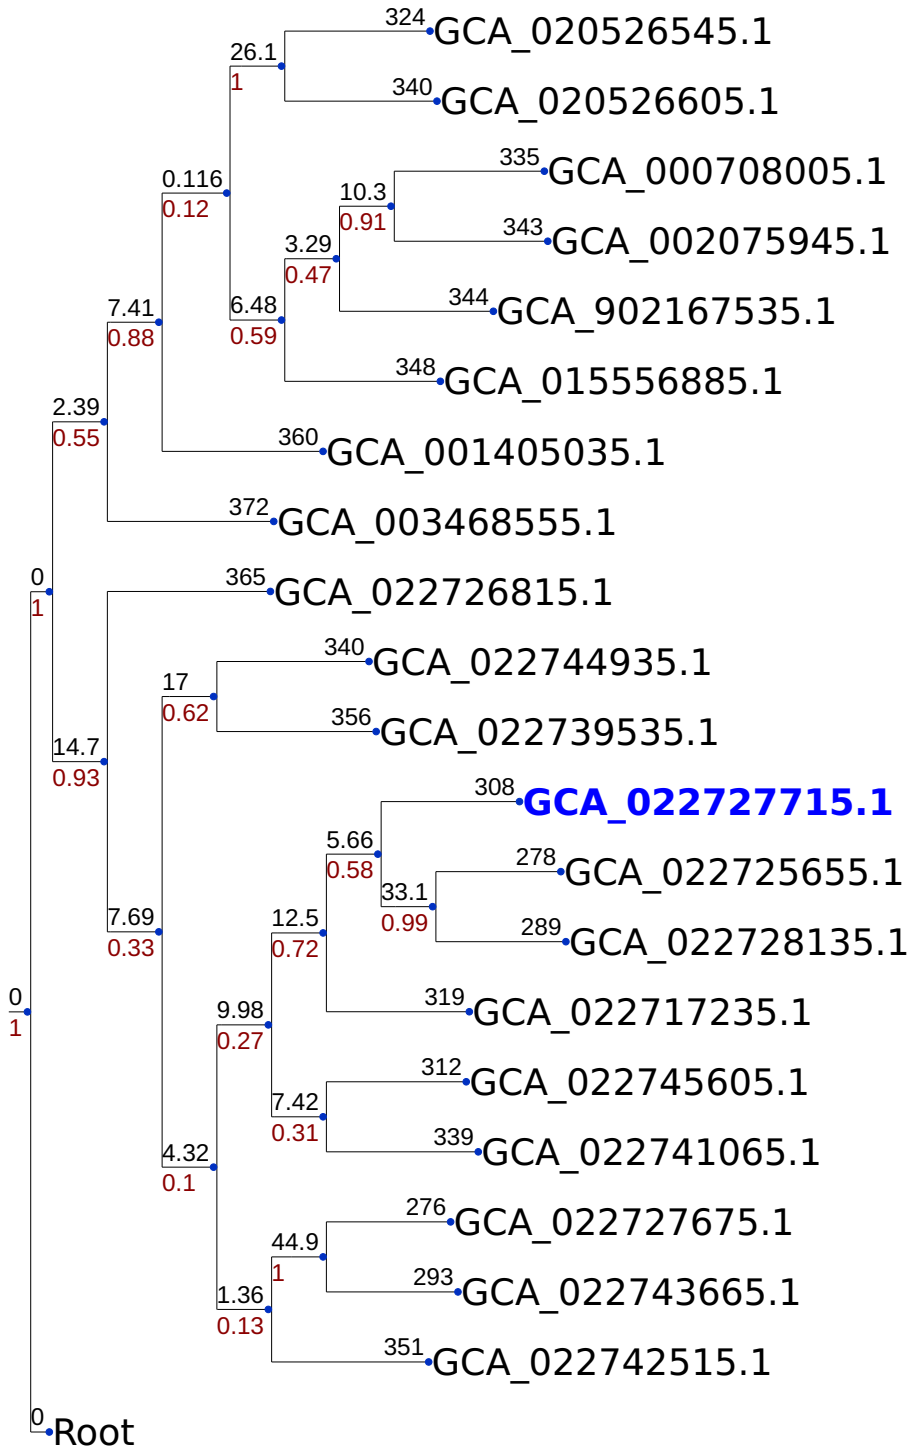 324
GCA_020526545.1
26.1
1
340
GCA_020526605.1
335
GCA_000708005.1
0.116
0.12
10.3
0.91
343
GCA_002075945.1
3.29
0.47
344
GCA_902167535.1
7.41
0.88
6.48
0.59
348
GCA_015556885.1
2.39
0.55
360
GCA_001405035.1
372
GCA_003468555.1
0
1
365
GCA_022726815.1
340
GCA_022744935.1
17
0.62
356
GCA_022739535.1
14.7
0.93
308
GCA_022727715.1
5.66
0.58
278
GCA_022725655.1
33.1
0.99
7.69
0.33
12.5
0.72
289
GCA_022728135.1
0
1
9.98
0.27
319
GCA_022717235.1
312
GCA_022745605.1
7.42
0.31
339
GCA_022741065.1
4.32
0.1
276
GCA_022727675.1
44.9
1
293
GCA_022743665.1
1.36
0.13
351
GCA_022742515.1
0
Root